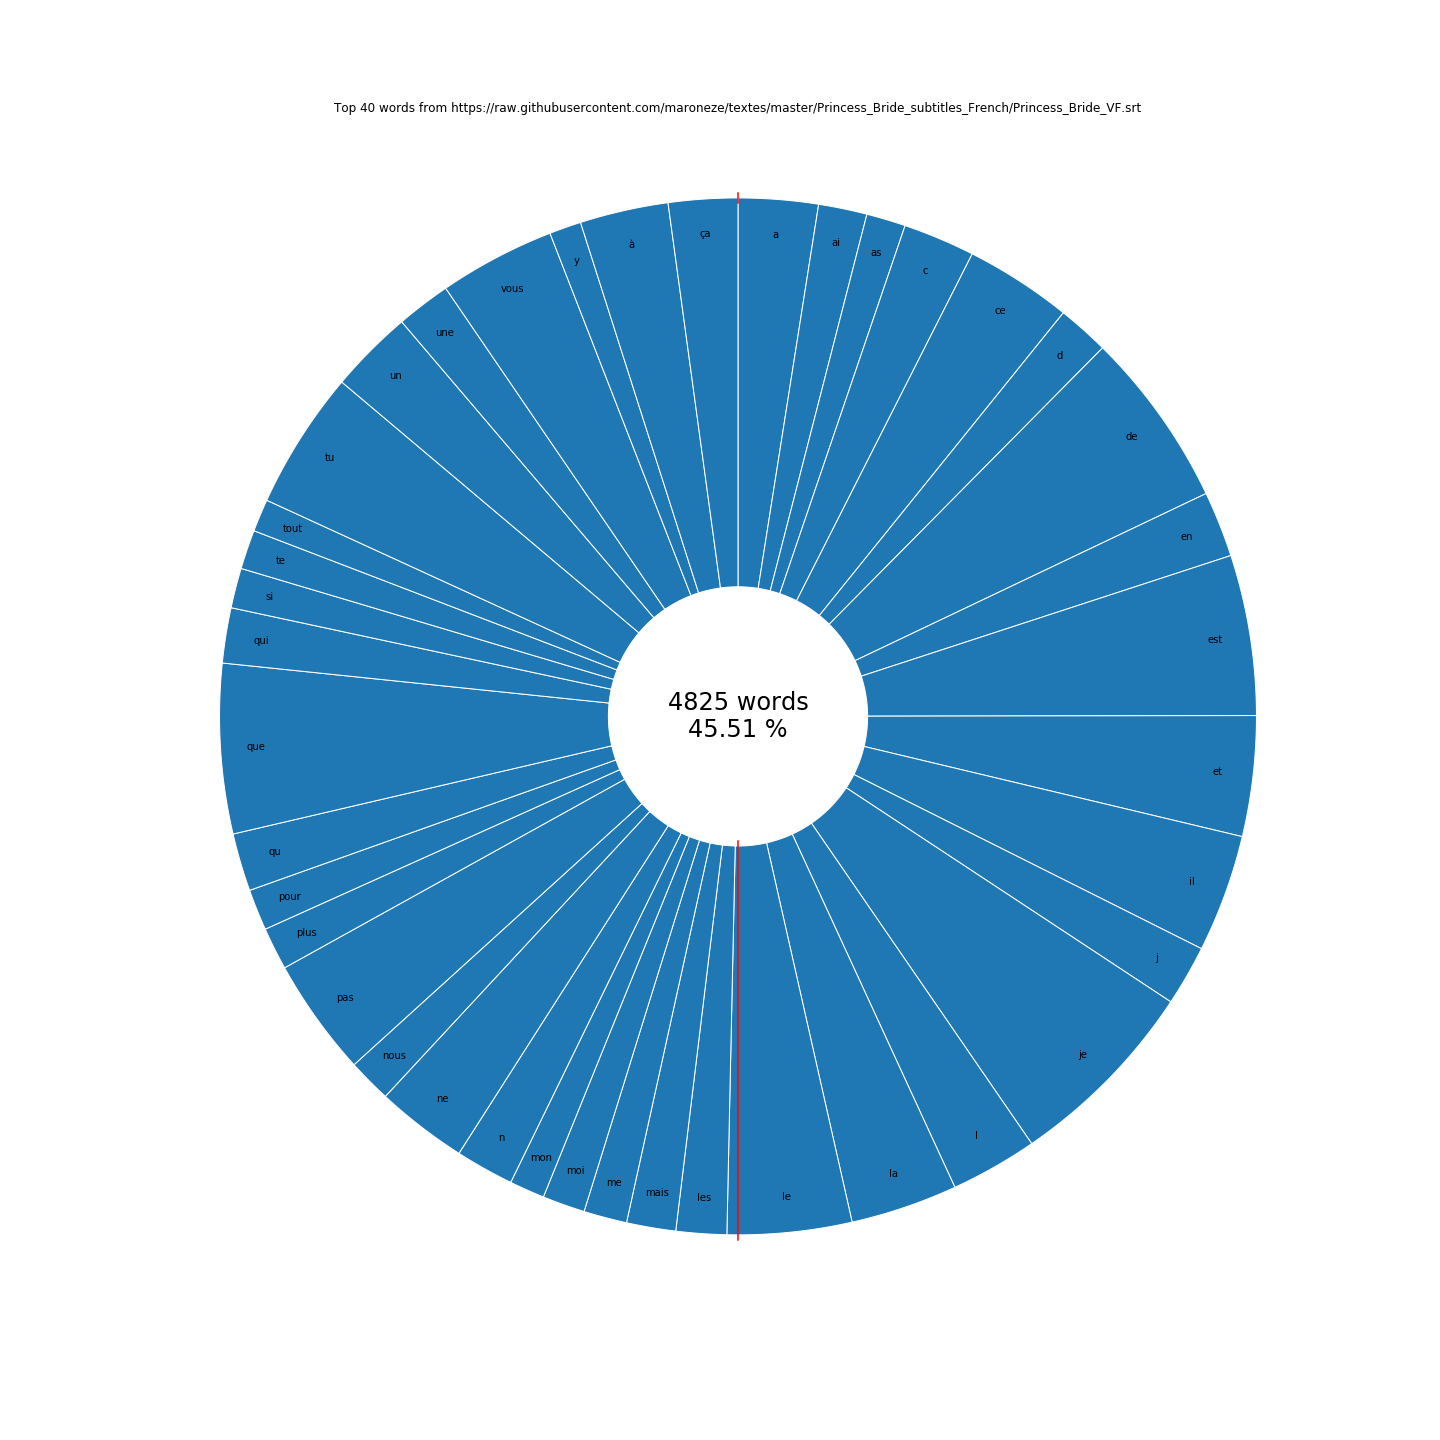 Top 40 words from https://raw.githubusercontent.com/maroneze/textes/master/Princess_Bride_subtitles_French/Princess_Bride_VF.srt
a
ai
as
c
ce
d
de
en
est
et
il
j
je
l
la
le
les
mais
me
moi
mon
n
ne
nous
pas
plus
pour
qu
que
qui
si
te
tout
tu
un
une
vous
y
à
ça
4825 words
45.51 %